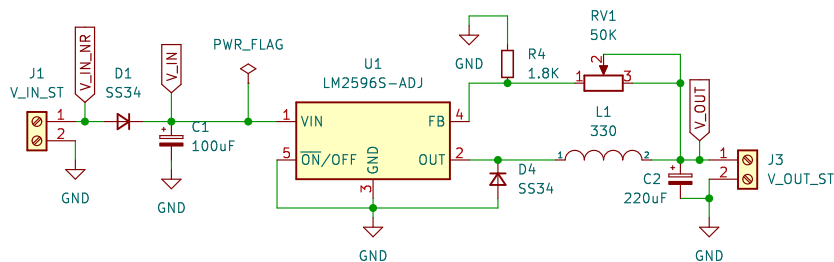 J1
V_IN_ST
1
2
GND
V_IN_NR
D1
SS34
V_IN
C1
100uF
GND
PWR_FLAG
U1
LM2596S-ADJ
1
VIN
5
ON/OFF
GND
3
FB
4
OUT
2
GND
GND
R4
1.8K
RV1
50K
1
2
3
L1
330
1
2
D4
SS34
C2
220uF
V_OUT
1
2
J3
V_OUT_ST
GND